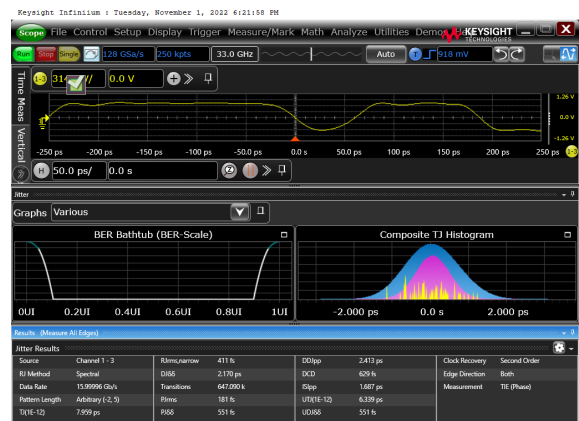 Keysight Infiniium : Tuesday, November 1, 2022 6:21:58 PM
Scope File Control Setup Display Trigger Measure/Mark Math Analyze Utilities Demos KEYSIGHT
TECHNOLOGIES
Run Stop Single 128 GSa/s 250 kpts 33.0 GHz Auto T 918 mV
Time Meas Vertical
1-3 0.0 V
1.26 V
0.0 V
-1.26 V
-250 ps -200 ps -150 ps -100 ps -50.0 ps 0.0 s 50.0 ps 100 ps 150 ps 200 ps 250 ps 1-3
H 50.0 ps/ 0.0 s
Jitter
Graphs Various
BER Bathtub (BER-Scale) Composite TJ Histogram
0UI 0.2UI 0.4UI 0.6UI 0.8UI 1UI -2.000 ps 0.0 s 2.000 ps
Results (Measure All Edges)
Jitter Results
Source Channel 1 - 3 RJrms,narrow 411 fs DDJpp 2.413 ps Clock Recovery Second Order
RJ Method Spectral DJδδ 2.170 ps DCD 629 fs Edge Direction Both
Data Rate 15.99996 Gb/s Transitions 647.090 k ISIpp 1.687 ps Measurement TIE (Phase)
Pattern Length Arbitrary (-2, 5) PJrms 181 fs UTJ(1E-12) 6.339 ps
TJ(1E-12) 7.959 ps PJδδ 551 fs UDJδδ 551 fs